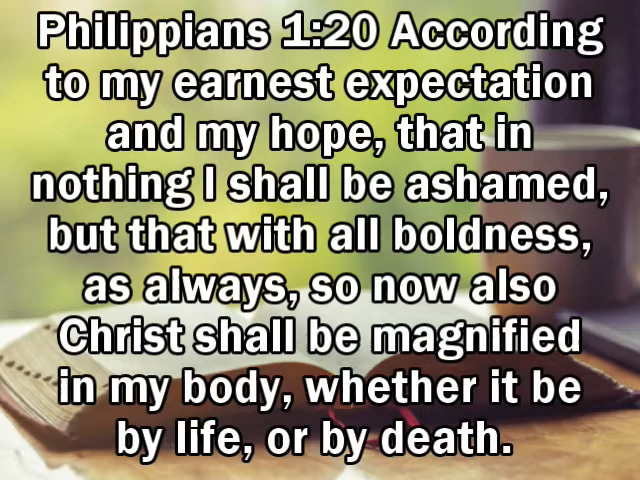 Philippians 1:20 According
to my earnest expectation
and my hope, that in
nothing I shall be ashamed,
but that with all boldness,
as always, so now also
Christ shall be magnified
in my body, whether it be
by life, or by death.